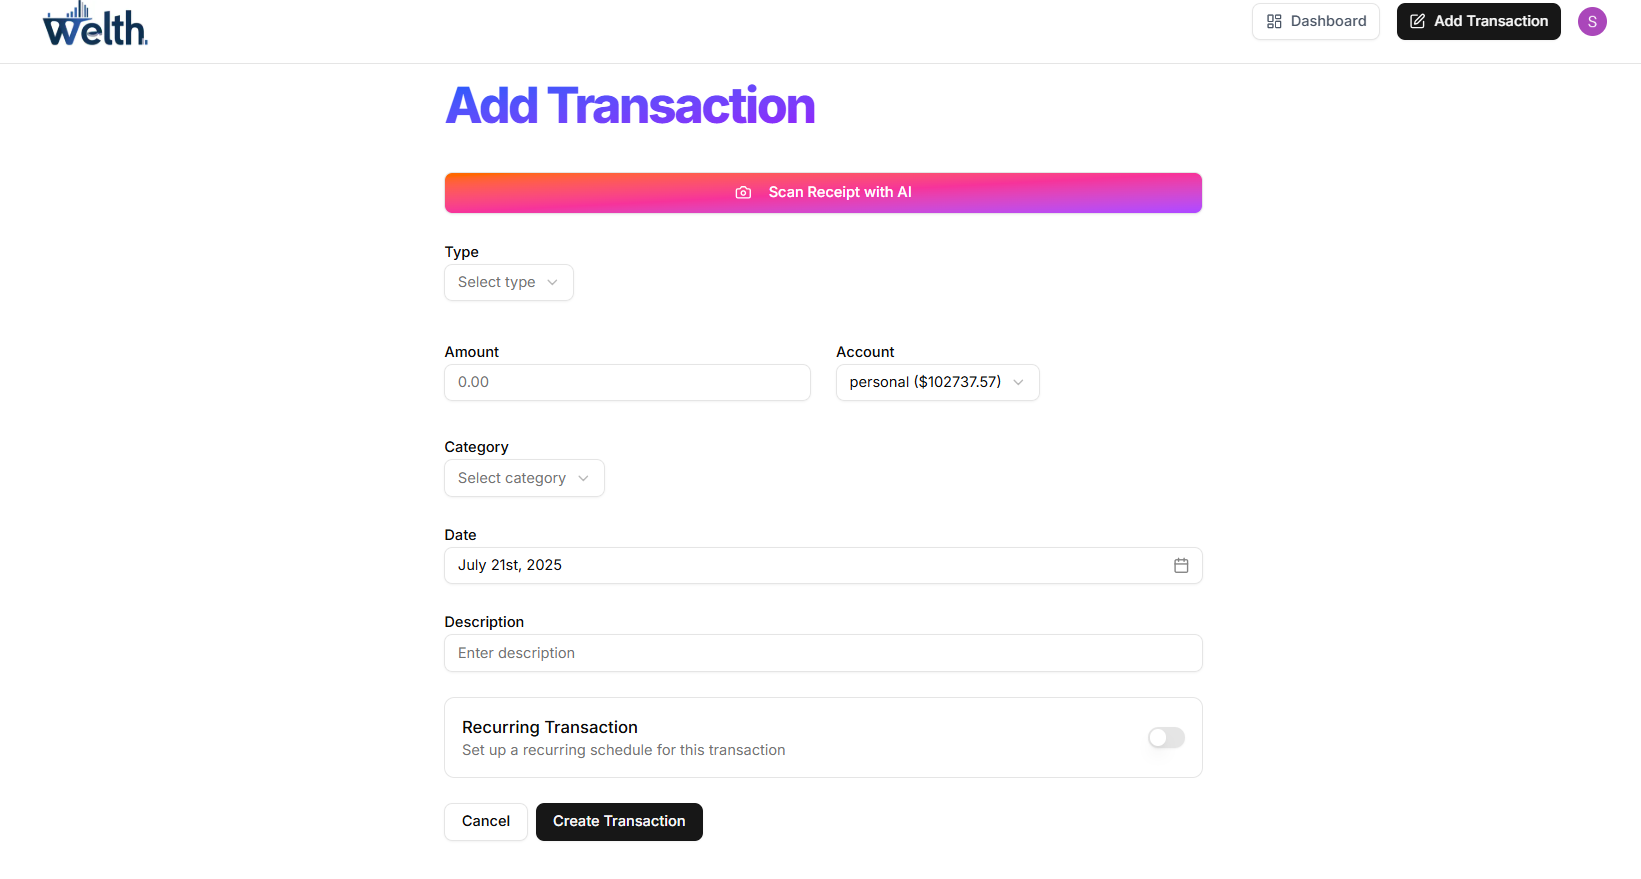 Welth
Dashboard
Add Transaction
S
Add Transaction
Scan Receipt with AI
Type
Select type
Amount
Account
0.00
personal ($102737.57)
Category
Select category
Date
July 21st, 2025
Description
Enter description
Recurring Transaction
Set up a recurring schedule for this transaction
Cancel
Create Transaction